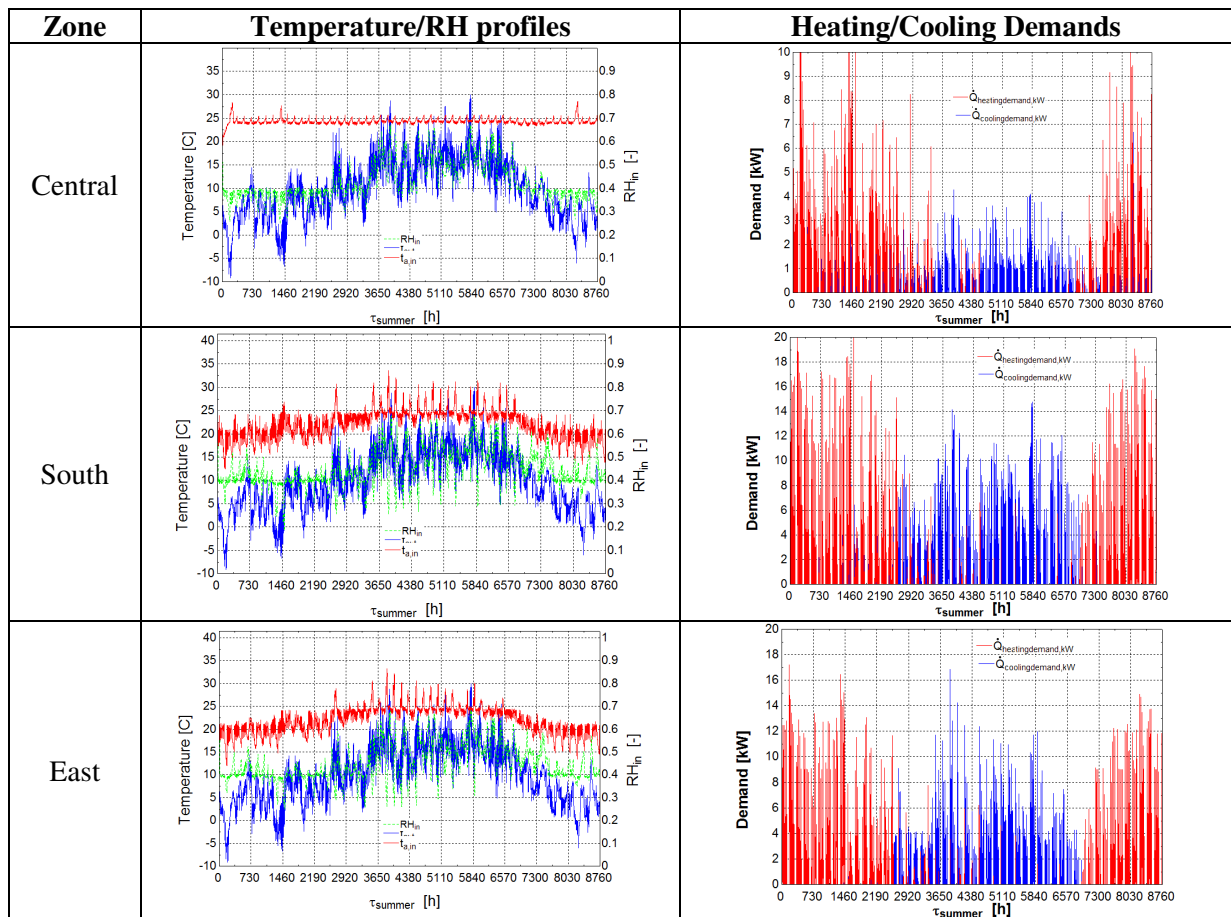 Zone Temperature/RH profiles Heating/Cooling Demands
Central
Temperature [C]
35
30
25
20
15
10
5
0
-5
-10
0.9
0.8
0.7
0.6
0.5
0.4
0.3
0.2
0.1
0
RHin [-]
RHin
ta,in
0 730 1460 2190 2920 3650 4380 5110 5840 6570 7300 8030 8760
τsummer [h]
Demand [kW]
10
9
8
7
6
5
4
3
2
1
0
Q̇heatingdemand,kW
Q̇coolingdemand,kW
0 730 1460 2190 2920 3650 4380 5110 5840 6570 7300 8030 8760
τsummer [h]
South
Temperature [C]
40
35
30
25
20
15
10
5
0
-5
-10
1
0.9
0.8
0.7
0.6
0.5
0.4
0.3
0.2
0.1
0
RHin [-]
RHin
ta,in
0 730 1460 2190 2920 3650 4380 5110 5840 6570 7300 8030 8760
τsummer [h]
Demand [kW]
20
18
16
14
12
10
8
6
4
2
0
Q̇heatingdemand,kW
Q̇coolingdemand,kW
0 730 1460 2190 2920 3650 4380 5110 5840 6570 7300 8030 8760
τsummer [h]
East
Temperature [C]
40
35
30
25
20
15
10
5
0
-5
-10
1
0.9
0.8
0.7
0.6
0.5
0.4
0.3
0.2
0.1
0
RHin [-]
RHin
ta,in
0 730 1460 2190 2920 3650 4380 5110 5840 6570 7300 8030 8760
τsummer [h]
Demand [kW]
20
18
16
14
12
10
8
6
4
2
0
Q̇heatingdemand,kW
Q̇coolingdemand,kW
0 730 1460 2190 2920 3650 4380 5110 5840 6570 7300 8030 8760
τsummer [h]